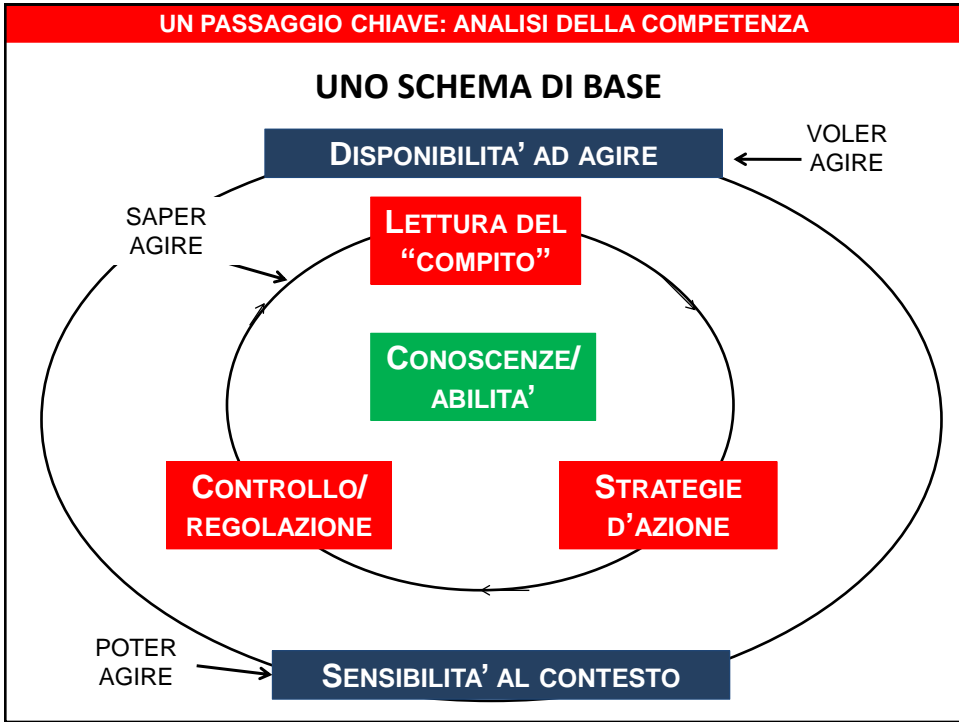 UN PASSAGGIO CHIAVE: ANALISI DELLA COMPETENZA
UNO SCHEMA DI BASE
DISPONIBILITA' AD AGIRE
VOLER
AGIRE
SAPER
AGIRE
LETTURA DEL
“COMPITO”
CONOSCENZE/
ABILITA'
CONTROLLO/
REGOLAZIONE
STRATEGIE
D'AZIONE
POTER
AGIRE
SENSIBILITA' AL CONTESTO